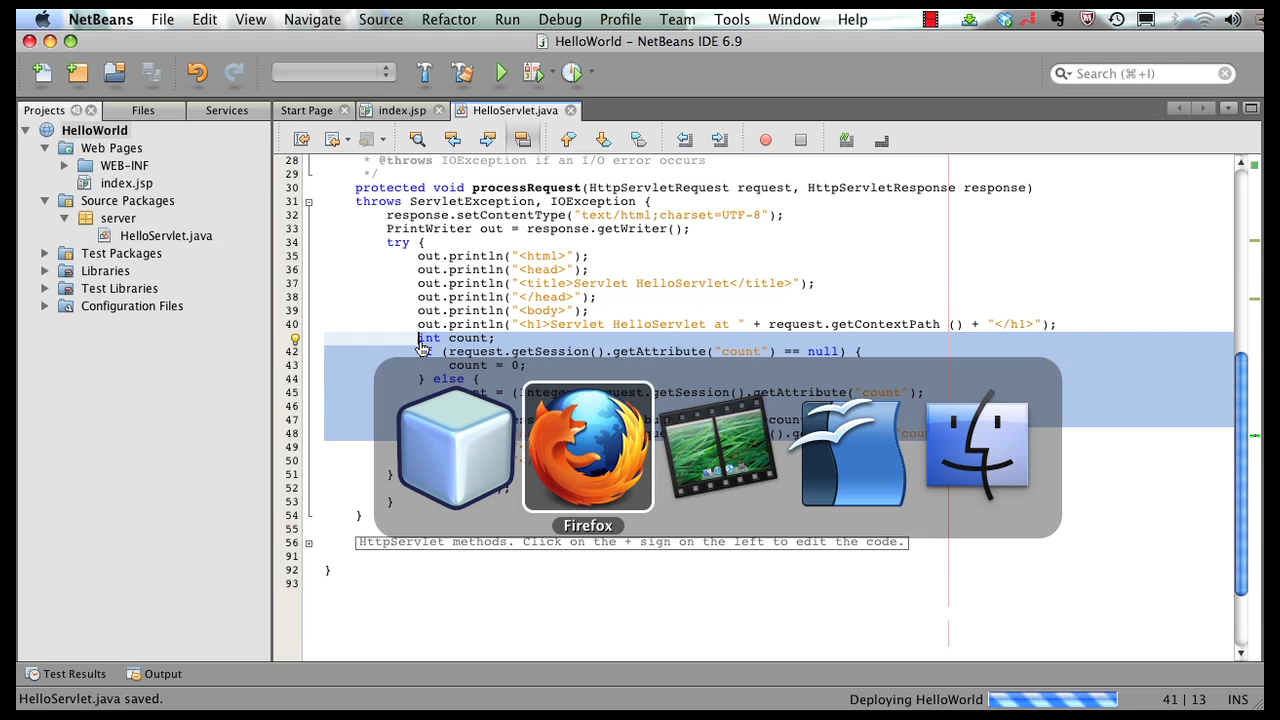 NetBeans File Edit View Navigate Source Refactor Run Debug Profile Team Tools Window Help
HelloWorld – NetBeans IDE 6.9
Search (⌘+I)
Projects Files Services Start Page index.jsp HelloServlet.java
HelloWorld
Web Pages
WEB-INF
index.jsp
Source Packages
server
HelloServlet.java
Test Packages
Libraries
Test Libraries
Configuration Files
28 * @throws IOException if an I/O error occurs
29 */
30 protected void processRequest(HttpServletRequest request, HttpServletResponse response)
31 throws ServletException, IOException {
32 response.setContentType("text/html;charset=UTF-8");
33 PrintWriter out = response.getWriter();
34 try {
35 out.println("<html>");
36 out.println("<head>");
37 out.println("<title>Servlet HelloServlet</title>");
38 out.println("</head>");
39 out.println("<body>");
40 out.println("<h1>Servlet HelloServlet at " + request.getContextPath () + "</h1>");
int count;
42 (request.getSession().getAttribute("count") == null) {
43 count = 0;
44 } else {
45 = request.getSession().getAttribute("count");
46
47
48
49
50
51 }
52
53 }
54 }
55
56 HttpServlet methods. Click on the + sign on the left to edit the code.
91
92 }
93
Firefox
Test Results Output
HelloServlet.java saved. Deploying HelloWorld 41 | 13 INS